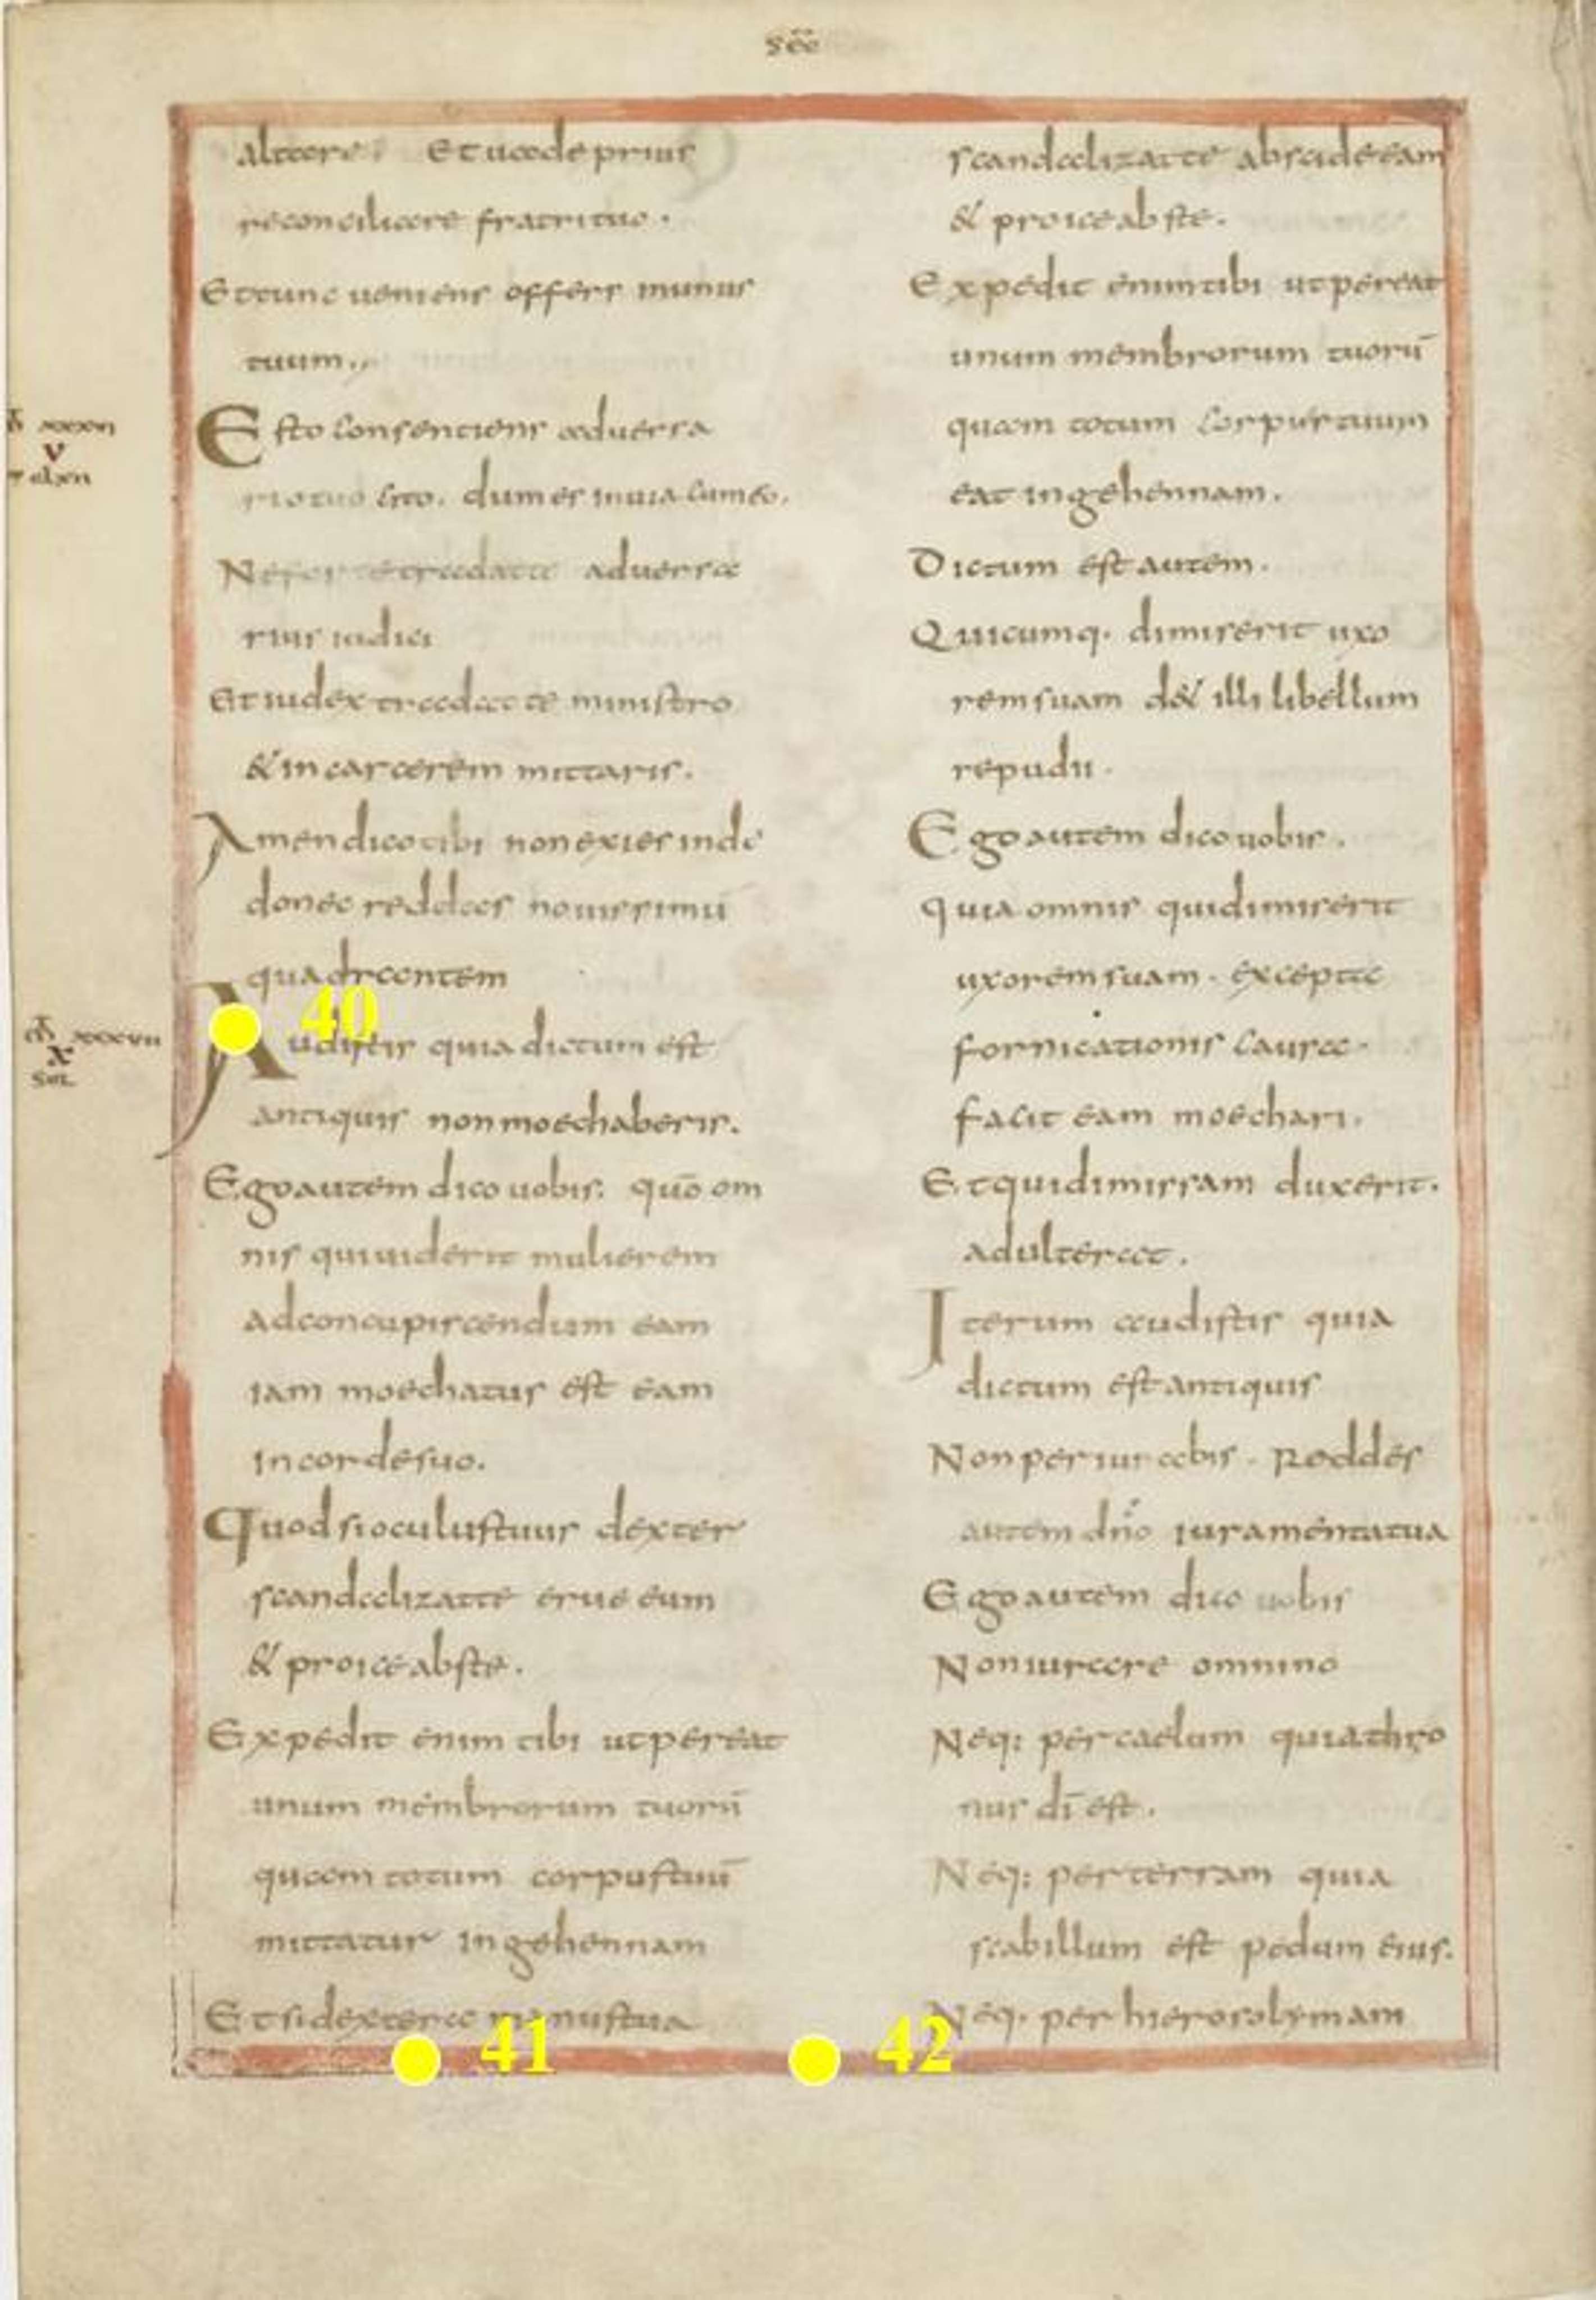 altare. Et uade prius
reconciliare fratri tuo.
Et tunc ueniens offers munus
tuum.,
Esto consentiens aduersa
rio tuo cito. dum es in uia cum eo.
Ne forte tradat te aduersa
rius iudici
Et iudex tradat te ministro
& in carcerem mittaris.
Amen dico tibi non exies inde
donec reddas nouissimū
quadrantem
Audistis quia dictum est
antiquis non moechaberis.
Ego autem dico uobis. quō om
nis qui uiderit mulierem
ad concupiscendum eam
iam moechatus est eam
in corde suo.
Quod si oculus tuus dexter
scandalizat te erue eum
& proice abs te.
Expedit enim tibi ut pereat
unum membrorum tuorū
quam totum corpus tuū
mittatur in gehennam
Et si dextera manus tua
scandalizat te abscide eam
& proice abs te.
Expedit enim tibi ut pereat
unum membrorum tuorū
quam totum corpus tuum
eat in gehennam.
Dictum est autem.
Quicumq. dimiserit uxo
rem suam d& illi libellum
repudii.
Ego autem dico uobis.
quia omnis qui dimiserit
uxorem suam. excepta
fornicationis causa.
facit eam moechari.
Et qui dimissam duxerit.
adulterat.
Iterum audistis quia
dictum est antiquis
Non periurabis. Reddes
autem dn̄o iuramenta tua
Ego autem dico uobis
Non iurare omnino
Neq: per caelum quia thro
nus dī est.
Neq: per terram quia
scabillum est pedum eius.
Neq. per hierosolymam
xxxvi
V
xxxvii
X
40
41
42